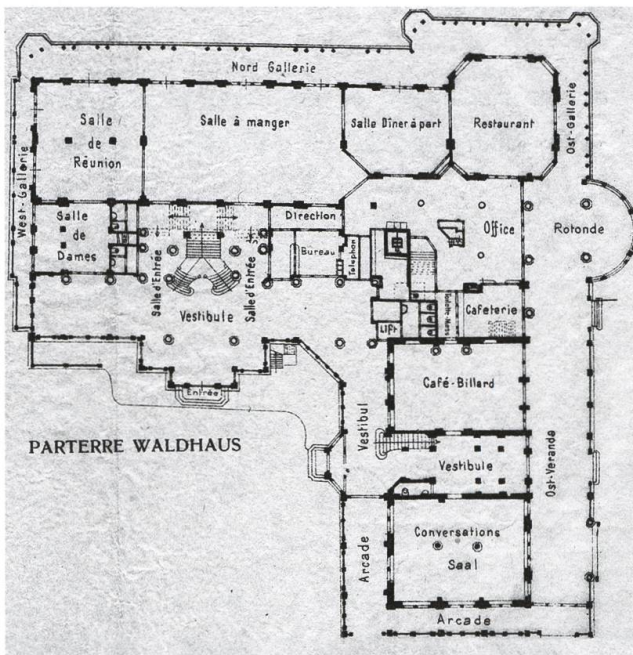 Nord Gallerie
Ost-Gallerie
West-Gallerie
Salle
de
Réunion
Salle à manger
Salle Dîner à part
Restaurant
Salle
de
Dames
Direction
Bureau
Telephon
Office
Rotonde
Salle d'Entrée
Salle d'Entrée
Vestibule
Lift
Cafeterie
Entrée
Café-Billard
PARTERRE WALDHAUS
Vestibul
Vestibule
Ost-Veranda
Conversations
Saal
Arcade
Arcade